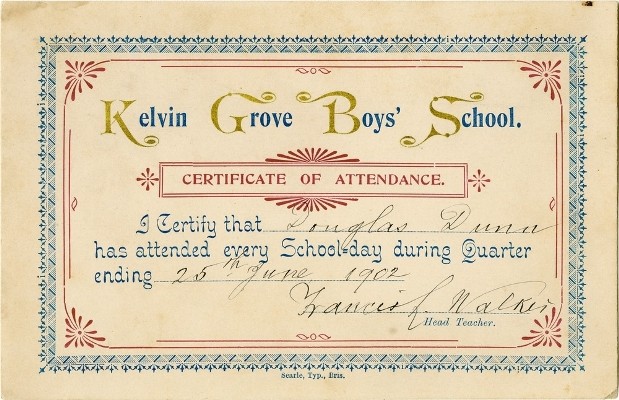 Kelvin Grove Boys' School.
CERTIFICATE OF ATTENDANCE.
I Certify that Douglas Dunn
has attended every School-day during Quarter
ending 25th June 1902
Francis L. Walker
Head Teacher.
Searle, Typ., Bris.